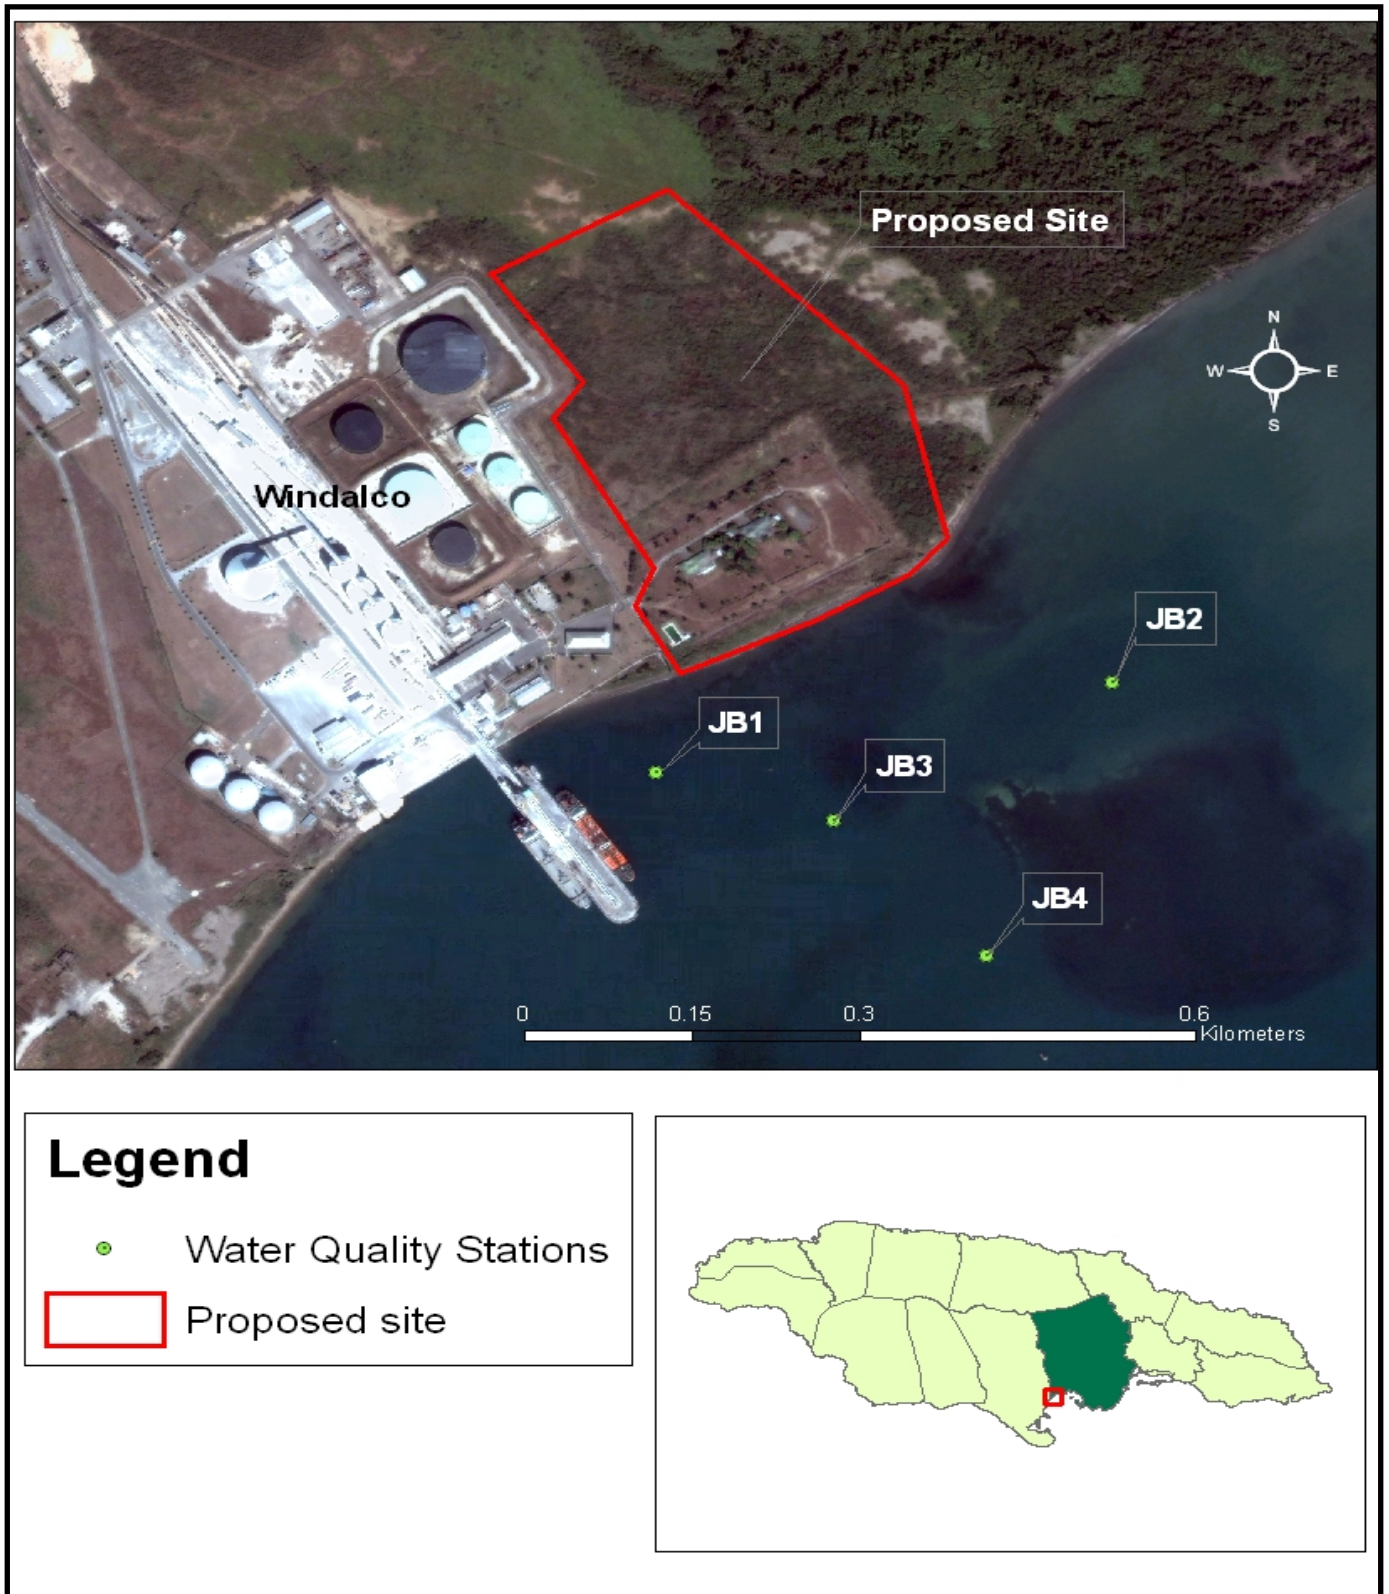 Proposed Site
N
W E
S
Windalco
JB2
JB1
JB3
JB4
0 0.15 0.3 0.6
Kilometers
Legend
Water Quality Stations
Proposed site